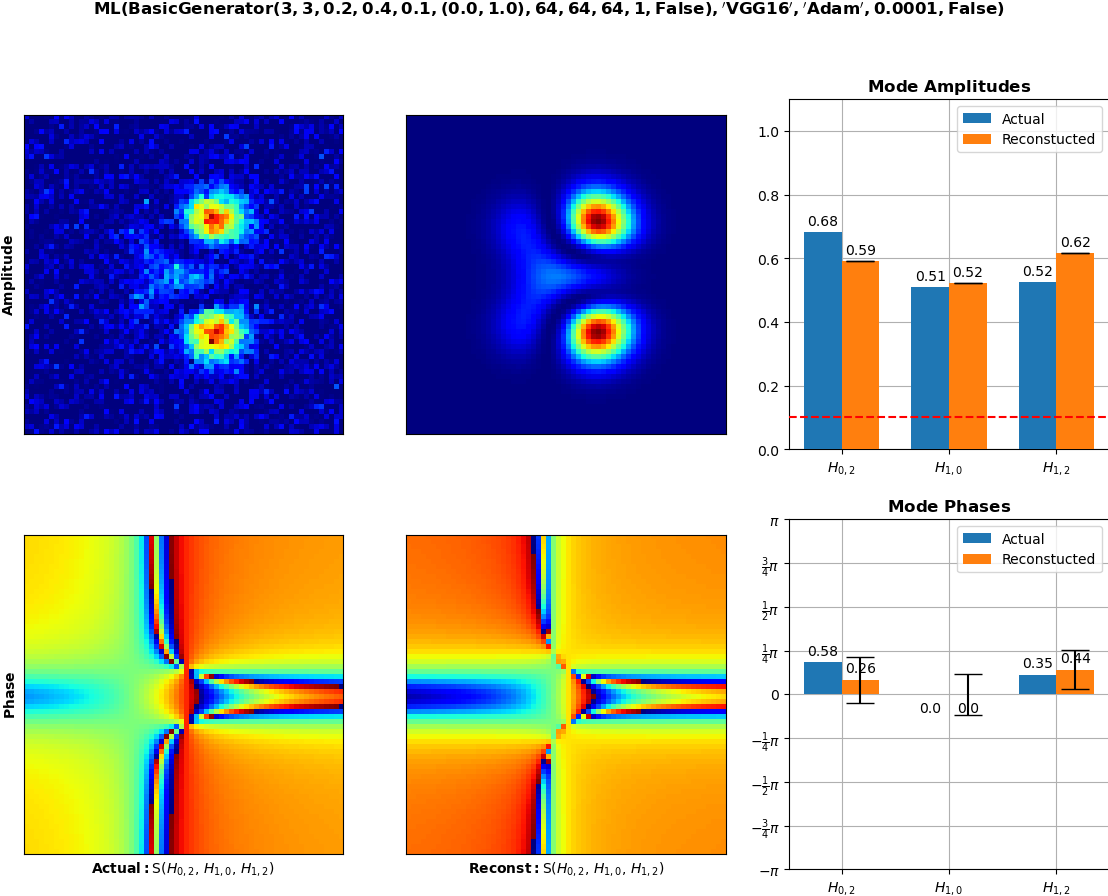 ML(BasicGenerator(3, 3, 0.2, 0.4, 0.1, (0.0, 1.0), 64, 64, 64, 1, False), ′VGG16′, ′Adam′, 0.0001, False)
Amplitude
Mode Amplitudes
Actual
Reconstucted
1.0
0.8
0.6
0.4
0.2
0.0
0.68
0.59
0.51
0.52
0.52
0.62
H0, 2
H1, 0
H1, 2
Phase
Actual: S(H0, 2, H1, 0, H1, 2)
Reconst: S(H0, 2, H1, 0, H1, 2)
Mode Phases
Actual
Reconstucted
π
3/4π
1/2π
1/4π
0
−1/4π
−1/2π
−3/4π
−π
0.58
0.26
0.0
0.0
0.35
0.44
H0, 2
H1, 0
H1, 2